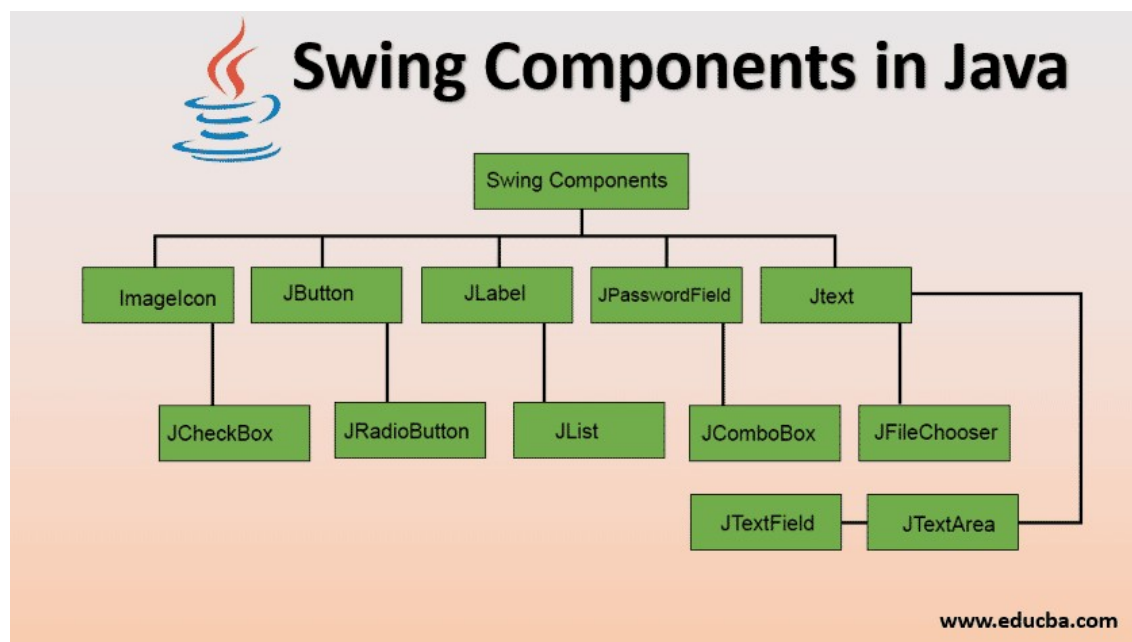 Swing Components in Java
Swing Components
ImageIcon
JButton
JLabel
JPasswordField
Jtext
JCheckBox
JRadioButton
JList
JComboBox
JFileChooser
JTextField
JTextArea
www.educba.com